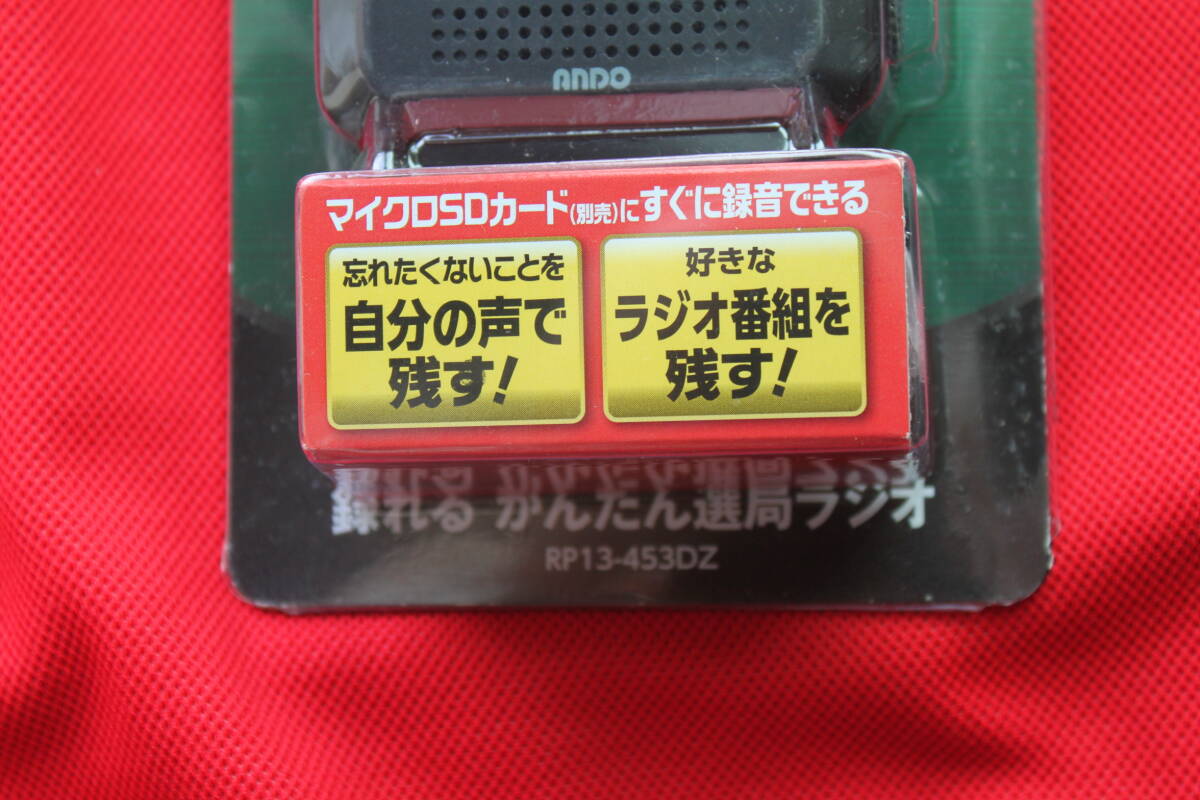 ANDO
マイクロSDカード(別売)にすぐに録音できる
忘れたくないことを
自分の声で
残す!
好きな
ラジオ番組を
残す!
録れる かんたん選局ラジオ
RP13-453DZ